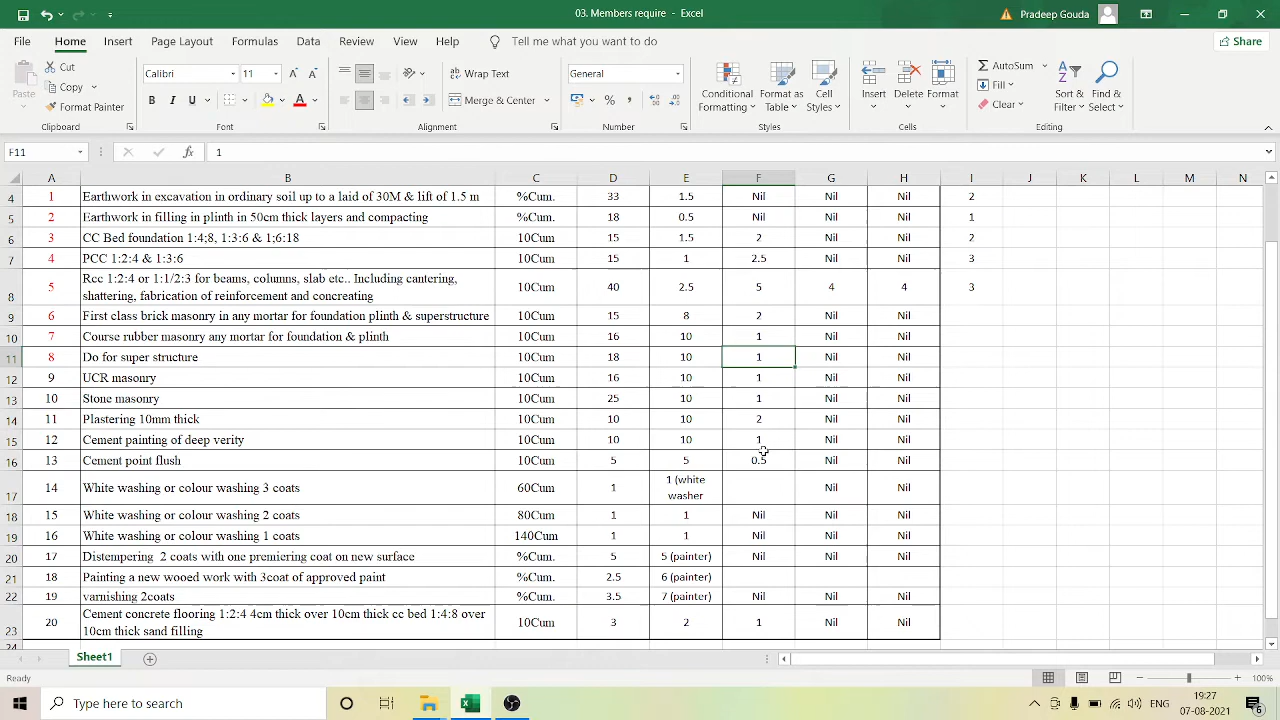 03. Members require - Excel
Pradeep Gouda
File Home Insert Page Layout Formulas Data Review View Help Tell me what you want to do Share
Paste
Cut
Copy
Format Painter
Clipboard
Calibri 11
B I U
Font
Wrap Text
Merge & Center
Alignment
General
Number
Conditional Formatting
Format as Table
Cell Styles
Styles
Insert
Delete
Format
Cells
AutoSum
Fill
Clear
Sort & Filter
Find & Select
Editing
F11 fx 1
A B C D E F G H I J K L M N
4 1 Earthwork in excavation in ordinary soil up to a laid of 30M & lift of 1.5 m %Cum. 33 1.5 Nil Nil Nil 2
5 2 Earthwork in filling in plinth in 50cm thick layers and compacting %Cum. 18 0.5 Nil Nil Nil 1
6 3 CC Bed foundation 1:4;8, 1:3:6 & 1;6:18 10Cum 15 1.5 2 Nil Nil 2
7 4 PCC 1:2:4 & 1:3:6 10Cum 15 1 2.5 Nil Nil 3
8 5 Rcc 1:2:4 or 1:1/2:3 for beams, columns, slab etc.. Including cantering,
shattering, fabrication of reinforcement and concreating 10Cum 40 2.5 5 4 4 3
9 6 First class brick masonry in any mortar for foundation plinth & superstructure 10Cum 15 8 2 Nil Nil
10 7 Course rubber masonry any mortar for foundation & plinth 10Cum 16 10 1 Nil Nil
11 8 Do for super structure 10Cum 18 10 1 Nil Nil
12 9 UCR masonry 10Cum 16 10 1 Nil Nil
13 10 Stone masonry 10Cum 25 10 1 Nil Nil
14 11 Plastering 10mm thick 10Cum 10 10 2 Nil Nil
15 12 Cement painting of deep verity 10Cum 10 10 1 Nil Nil
16 13 Cement point flush 10Cum 5 5 0.5 Nil Nil
17 14 White washing or colour washing 3 coats 60Cum 1 1 (white
washer Nil Nil
18 15 White washing or colour washing 2 coats 80Cum 1 1 Nil Nil Nil
19 16 White washing or colour washing 1 coats 140Cum 1 1 Nil Nil Nil
20 17 Distempering 2 coats with one premiering coat on new surface %Cum. 5 5 (painter) Nil Nil Nil
21 18 Painting a new wooed work with 3coat of approved paint %Cum. 2.5 6 (painter)
22 19 varnishing 2coats %Cum. 3.5 7 (painter) Nil Nil Nil
23 20 Cement concrete flooring 1:2:4 4cm thick over 10cm thick cc bed 1:4:8 over
10cm thick sand filling 10Cum 3 2 1 Nil Nil
24
Sheet1
Ready 100%
Type here to search
ENG 19:27
07-08-2021 6